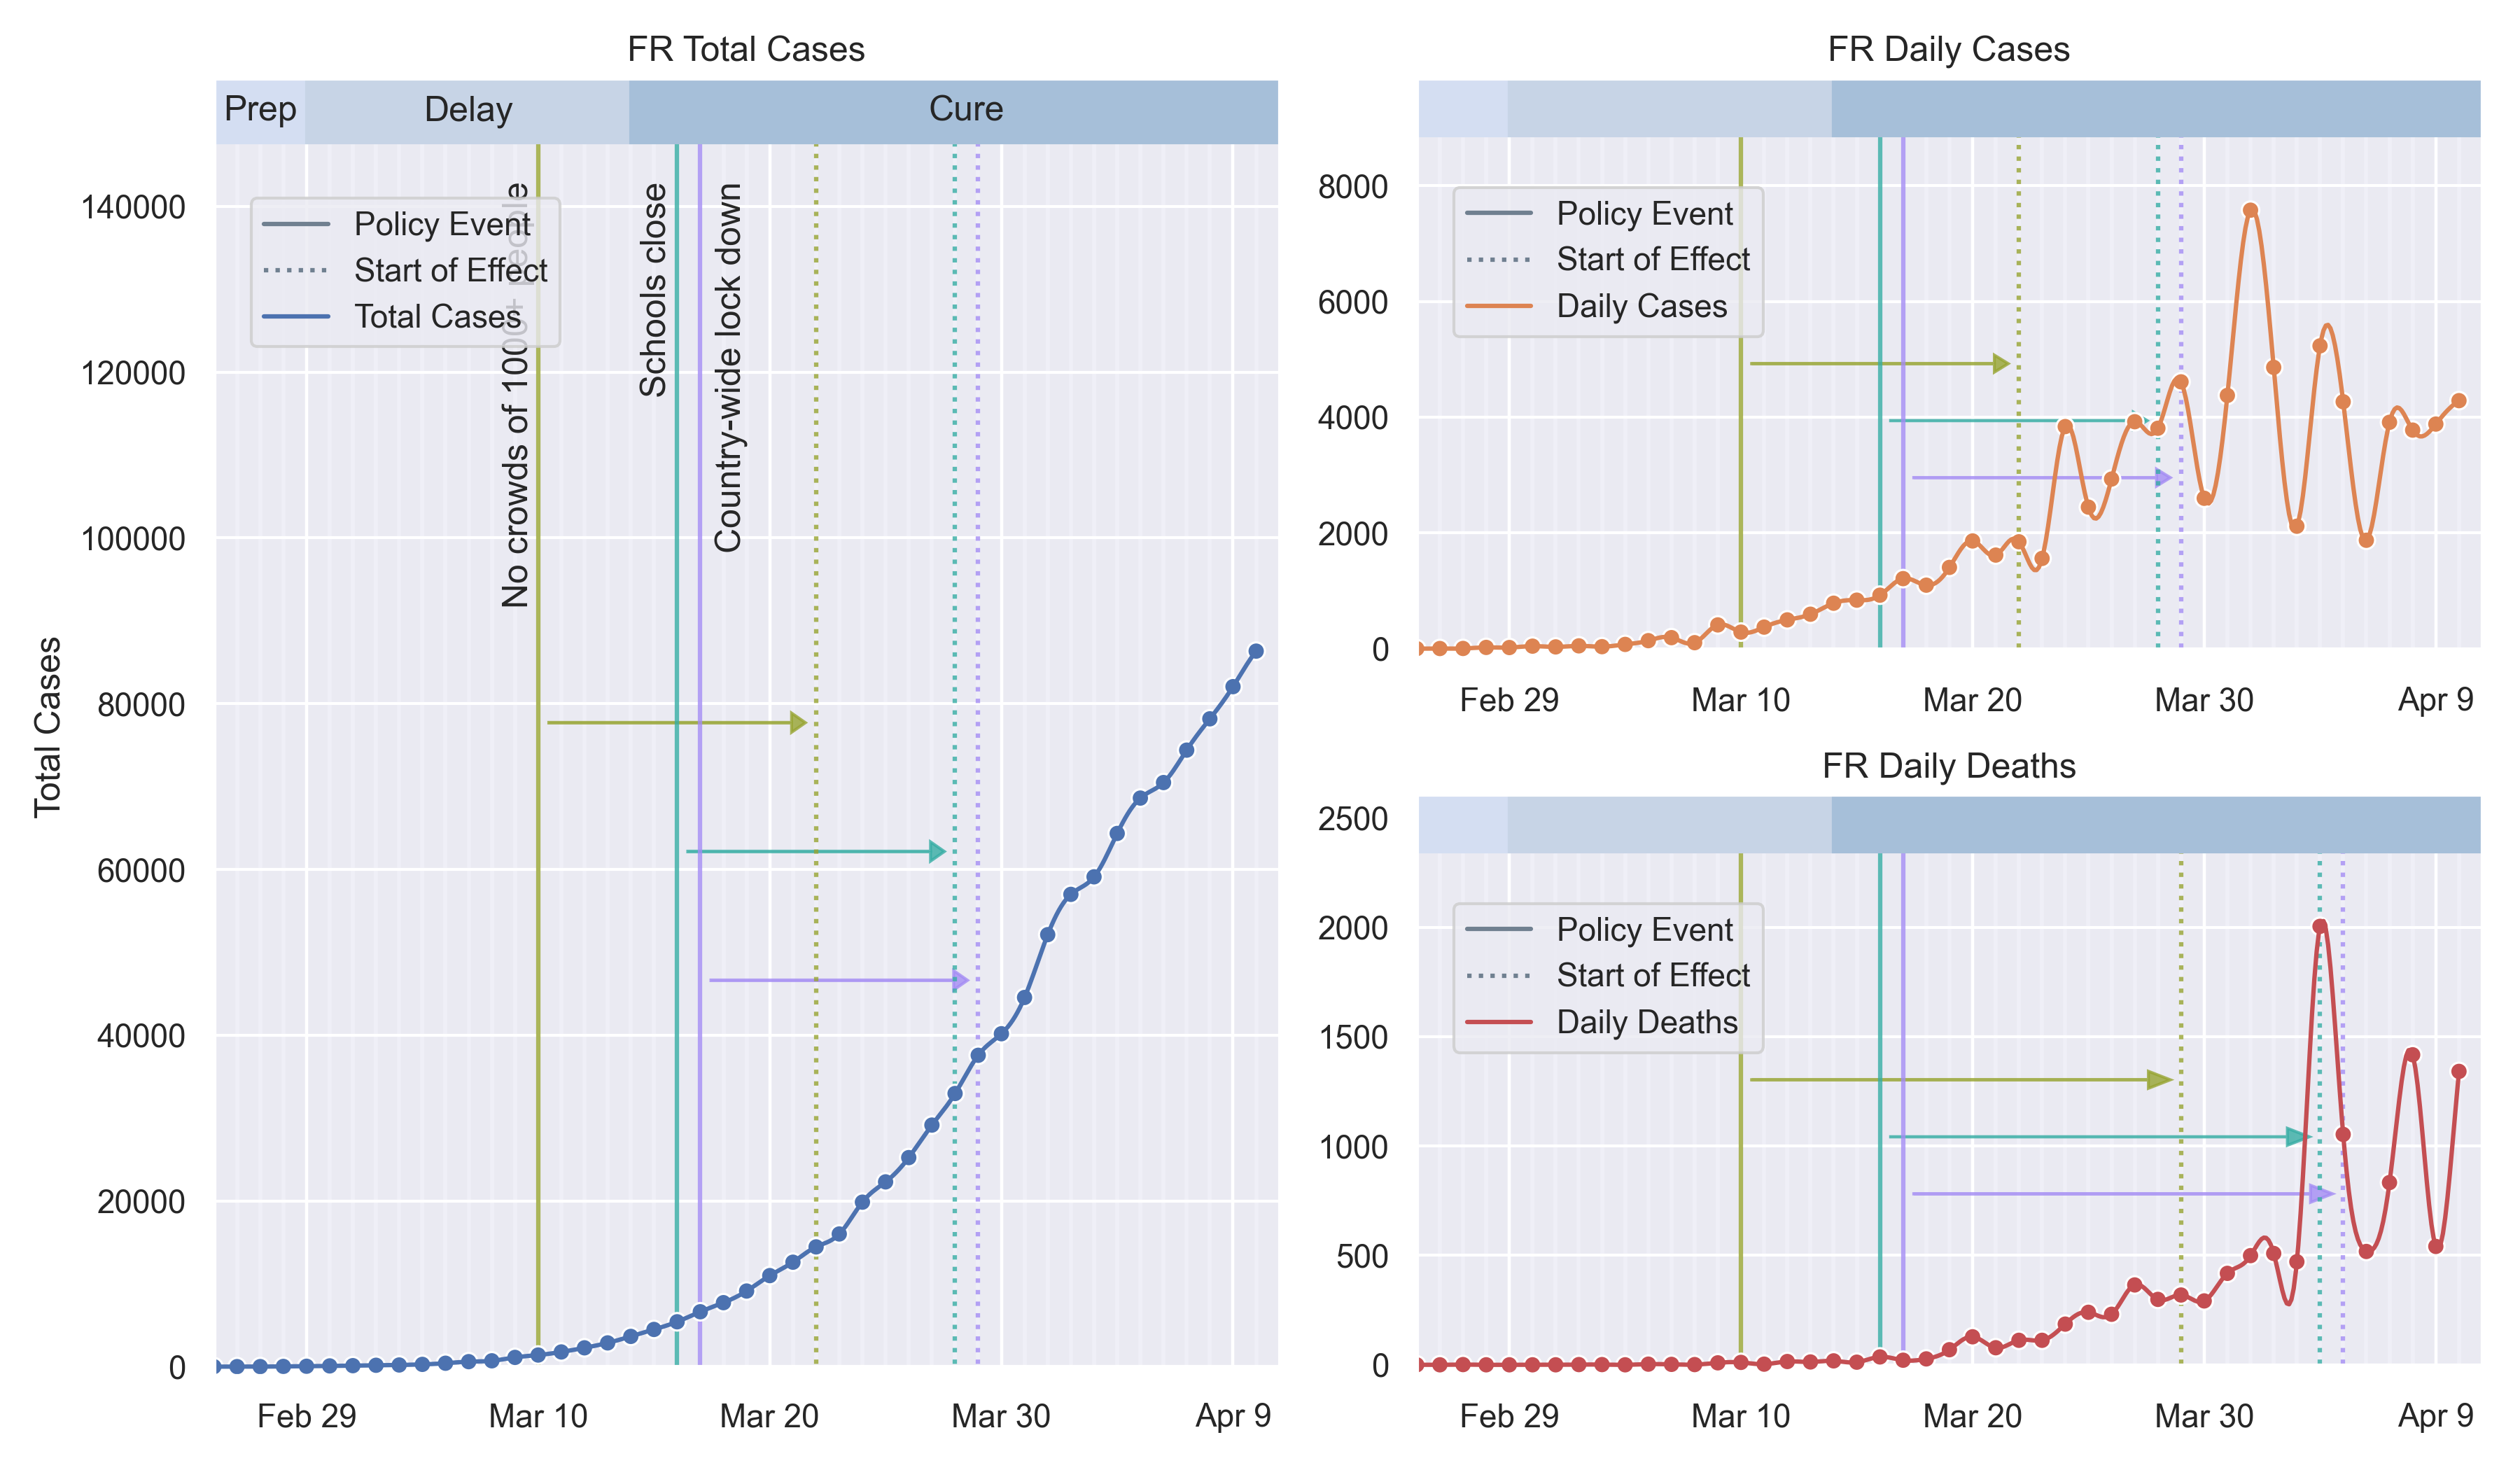 FR Total Cases
Prep
Delay
Cure
140000
120000
100000
80000
60000
40000
20000
0
Total Cases
Policy Event
Start of Effect
Total Cases
No crowds of 1000+ people
Schools close
Country-wide lock down
Feb 29
Mar 10
Mar 20
Mar 30
Apr 9
FR Daily Cases
8000
6000
4000
2000
0
Policy Event
Start of Effect
Daily Cases
Feb 29
Mar 10
Mar 20
Mar 30
Apr 9
FR Daily Deaths
2500
2000
1500
1000
500
0
Policy Event
Start of Effect
Daily Deaths
Feb 29
Mar 10
Mar 20
Mar 30
Apr 9